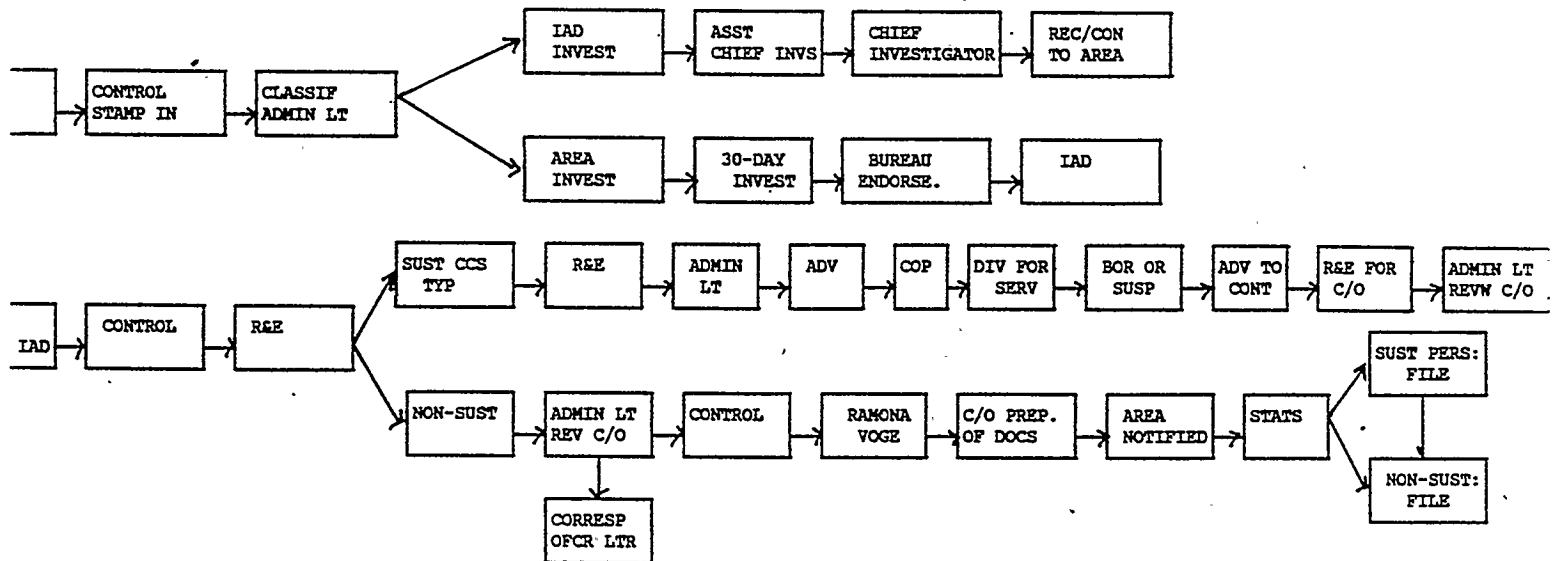 IAD
INVEST
ASST
CHIEF INVS
CHIEF
INVESTIGATOR
REC/CON
TO AREA
CONTROL
STAMP IN
CLASSIF
ADMIN LT
AREA
INVEST
30-DAY
INVEST
BUREAU
ENDORSE.
IAD
SUST CCS
TYP
R&E
ADMIN
LT
ADV
COP
DIV FOR
SERV
BOR OR
SUSP
ADV TO
CONT
R&E FOR
C/O
ADMIN LT
REVW C/O
IAD
CONTROL
R&E
NON-SUST
ADMIN LT
REV C/O
CONTROL
RAMONA
VOGE
C/O PREP.
OF DOCS
AREA
NOTIFIED
STATS
SUST PERS:
FILE
NON-SUST:
FILE
CORRESP
OFCR LTR